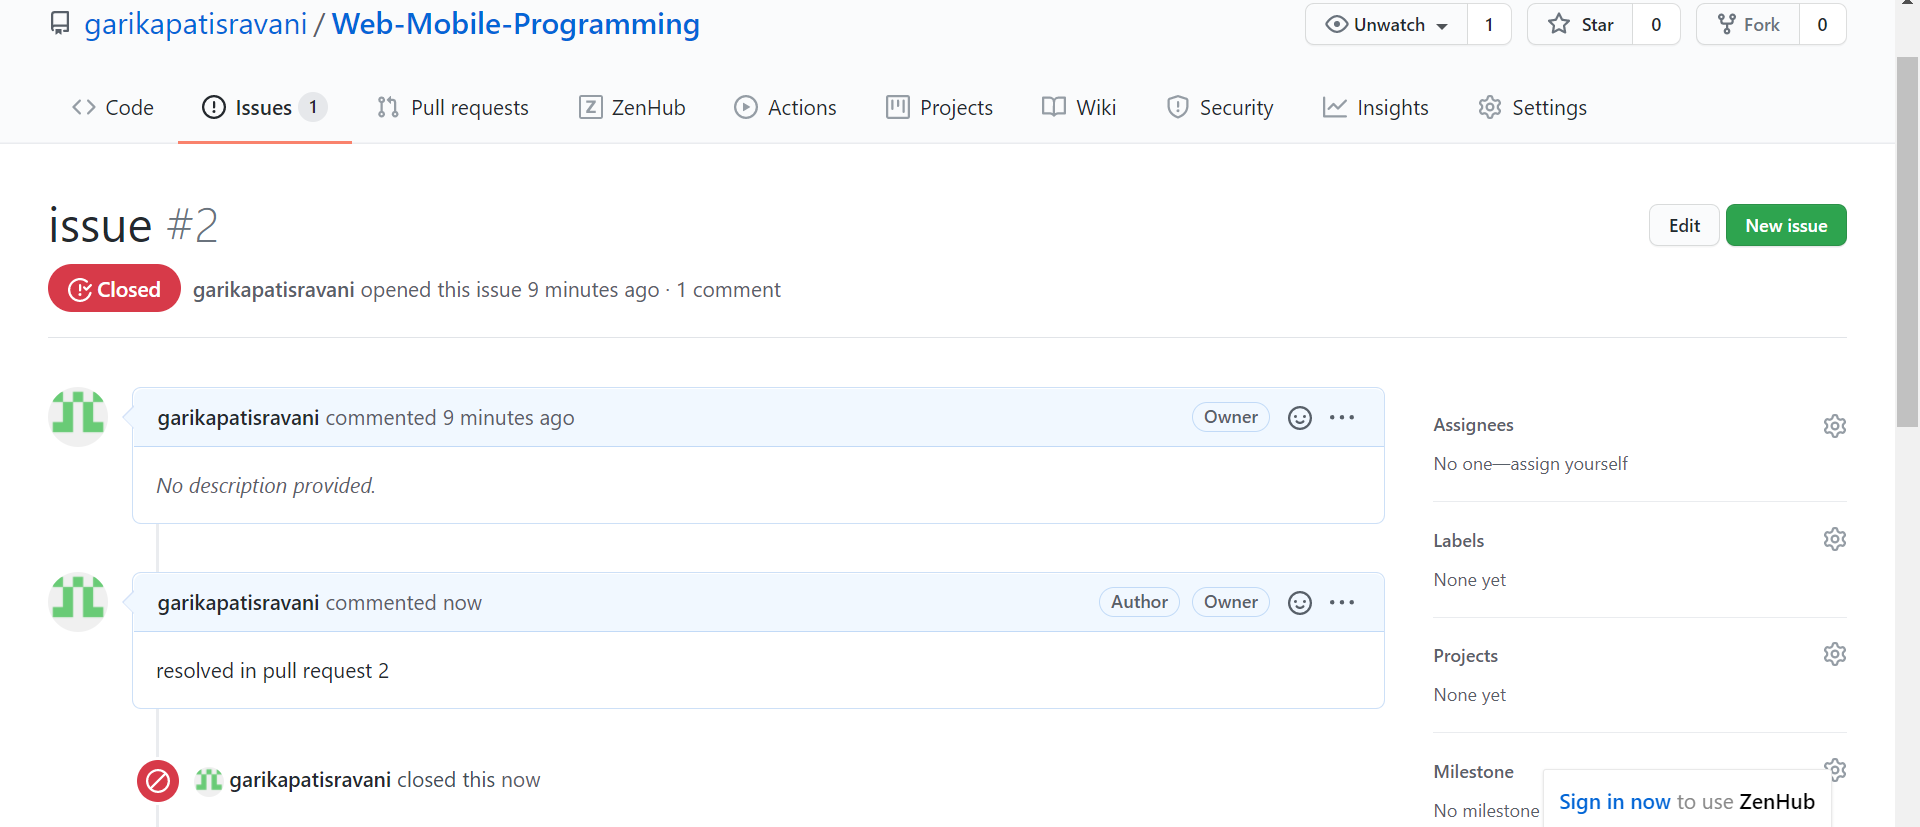 garikapatisravani / Web-Mobile-Programming
Unwatch 1 Star 0 Fork 0
Code Issues 1 Pull requests ZenHub Actions Projects Wiki Security Insights Settings
issue #2
Edit New issue
Closed garikapatisravani opened this issue 9 minutes ago · 1 comment
garikapatisravani commented 9 minutes ago Owner
No description provided.
garikapatisravani commented now Author Owner
resolved in pull request 2
garikapatisravani closed this now
Assignees
No one—assign yourself
Labels
None yet
Projects
None yet
Milestone
No milestone
Sign in now to use ZenHub